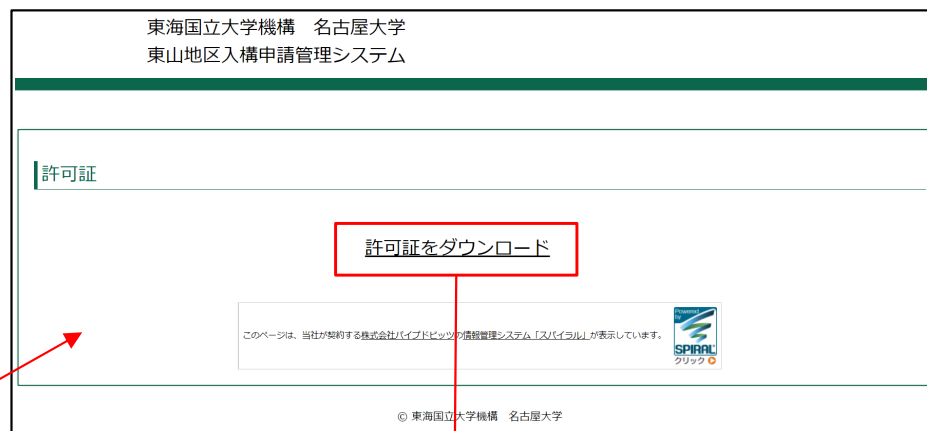 東海国立大学機構　名古屋大学
東山地区入構申請管理システム
許可証
許可証をダウンロード
このページは、当社が契約する株式会社パイプドビッツの情報管理システム「スパイラル」が表示しています。
Powered
by
SPIRAL
クリック
© 東海国立大学機構　名古屋大学